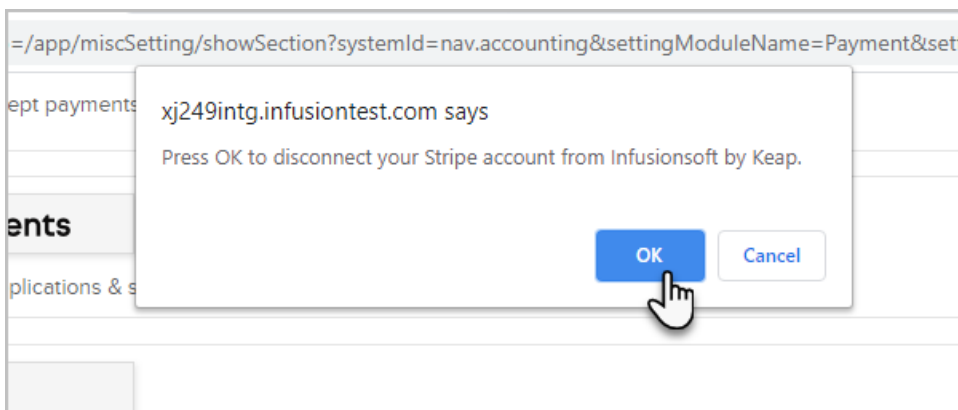 =/app/miscSetting/showSection?systemId=nav.accounting&settingModuleName=Payment&set
ept payments
xj249intg.infusiontest.com says
Press OK to disconnect your Stripe account from Infusionsoft by Keap.
ents
OK
Cancel
plications & s